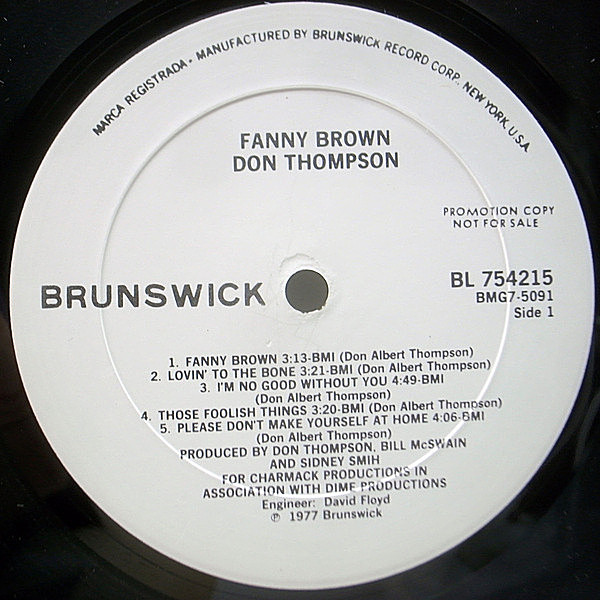 MARCA REGISTRADA • MANUFACTURED BY BRUNSWICK RECORD CORP. NEW YORK, U.S.A.
FANNY BROWN
DON THOMPSON
PROMOTION COPY
NOT FOR SALE
BRUNSWICK
BL 754215
BMG7-5091
Side 1
1. FANNY BROWN 3:13-BMI (Don Albert Thompson)
2. LOVIN' TO THE BONE 3:21-BMI (Don Albert Thompson)
3. I'M NO GOOD WITHOUT YOU 4:49-BMI
(Don Albert Thompson)
4. THOSE FOOLISH THINGS 3:20-BMI (Don Albert Thompson)
5. PLEASE DON'T MAKE YOURSELF AT HOME 4:06-BMI
(Don Albert Thompson)
PRODUCED BY DON THOMPSON, BILL McSWAIN
AND SIDNEY SMIH
FOR CHARMACK PRODUCTIONS IN
ASSOCIATION WITH DIME PRODUCTIONS
Engineer: David Floyd
℗ 1977 Brunswick